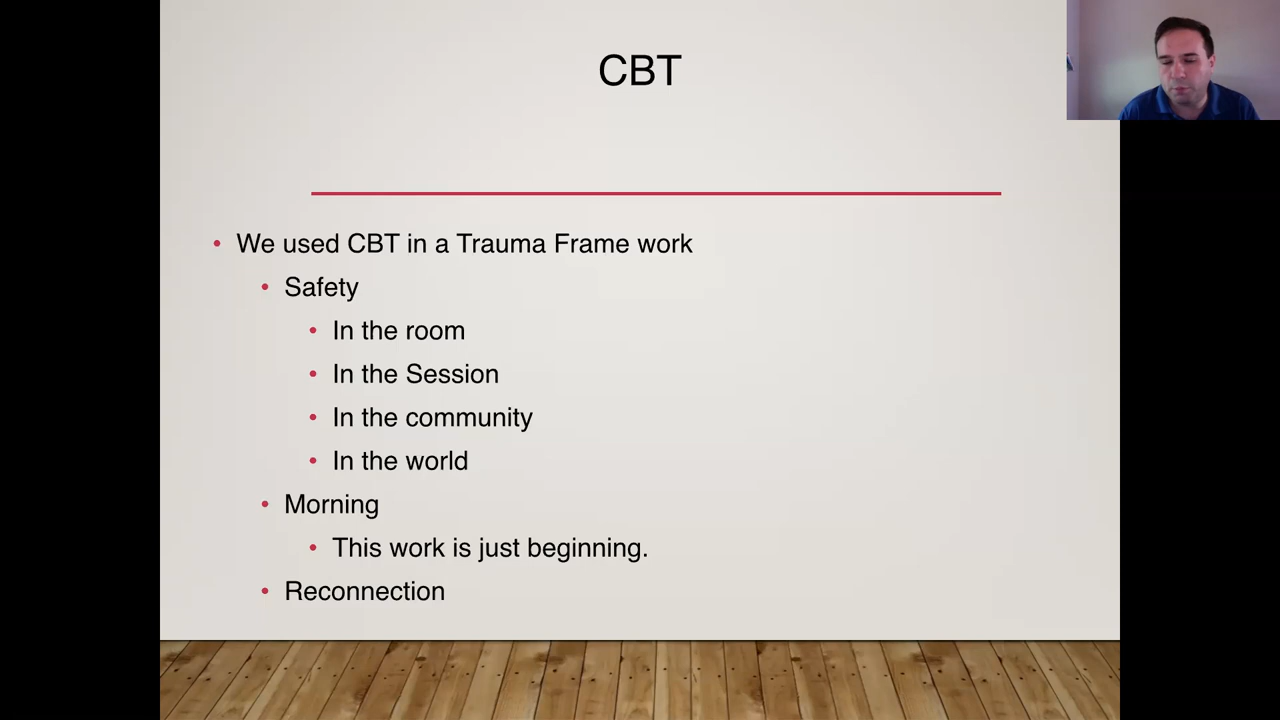 CBT
We used CBT in a Trauma Frame work
Safety
In the room
In the Session
In the community
In the world
Morning
This work is just beginning.
Reconnection